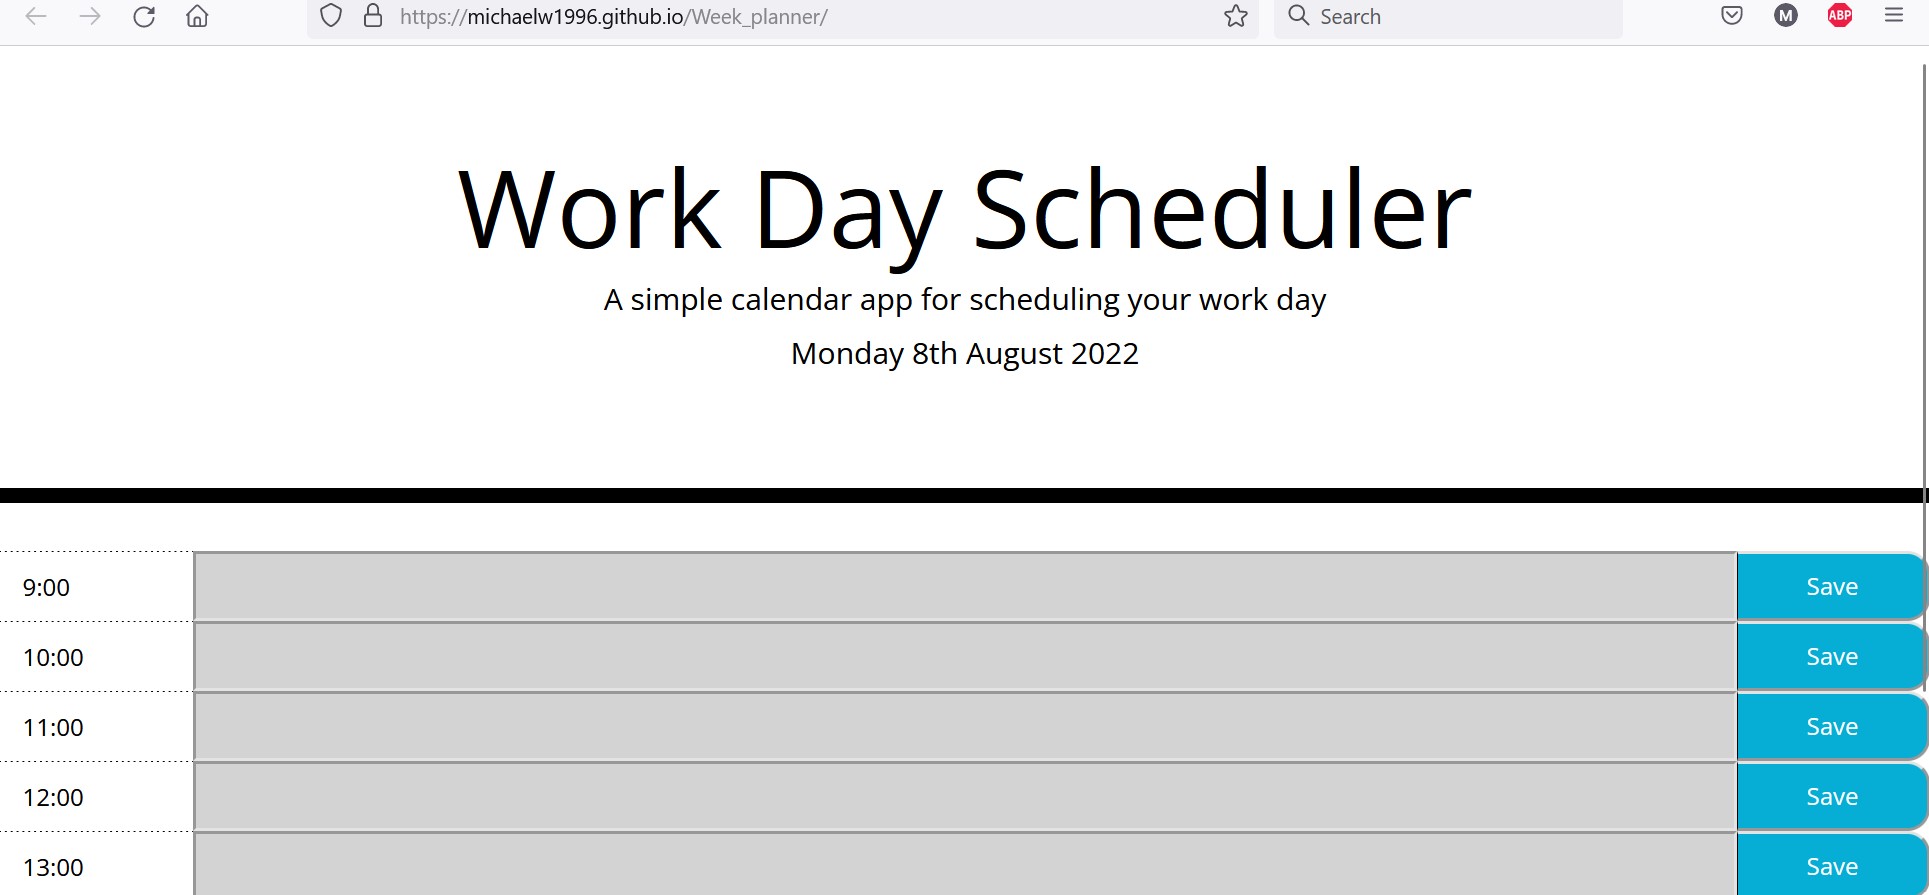 https://michaelw1996.github.io/Week_planner/
Search
M
ABP
Work Day Scheduler
A simple calendar app for scheduling your work day
Monday 8th August 2022
9:00
Save
10:00
Save
11:00
Save
12:00
Save
13:00
Save